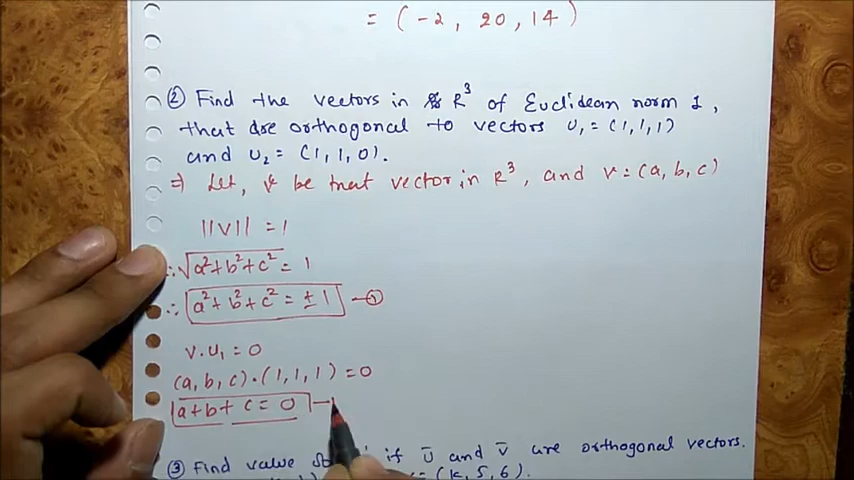 = (-2, 20, 14)
② Find the vectors in R³ of Euclidean norm 1,
that are orthogonal to vectors u₁ = (1,1,1)
and u₂ = (1,1,0).
⇒ Let, v be that vector in R³, and v = (a, b, c)
||v|| = 1
∴ √a²+b²+c² = 1
∴ a²+b²+c² = ±1 —①
v.u₁ = 0
(a,b,c)·(1,1,1) = 0
a+b+c = 0 —
③ Find value if ū and v̄ are orthogonal vectors.
= (k, 5, 6).